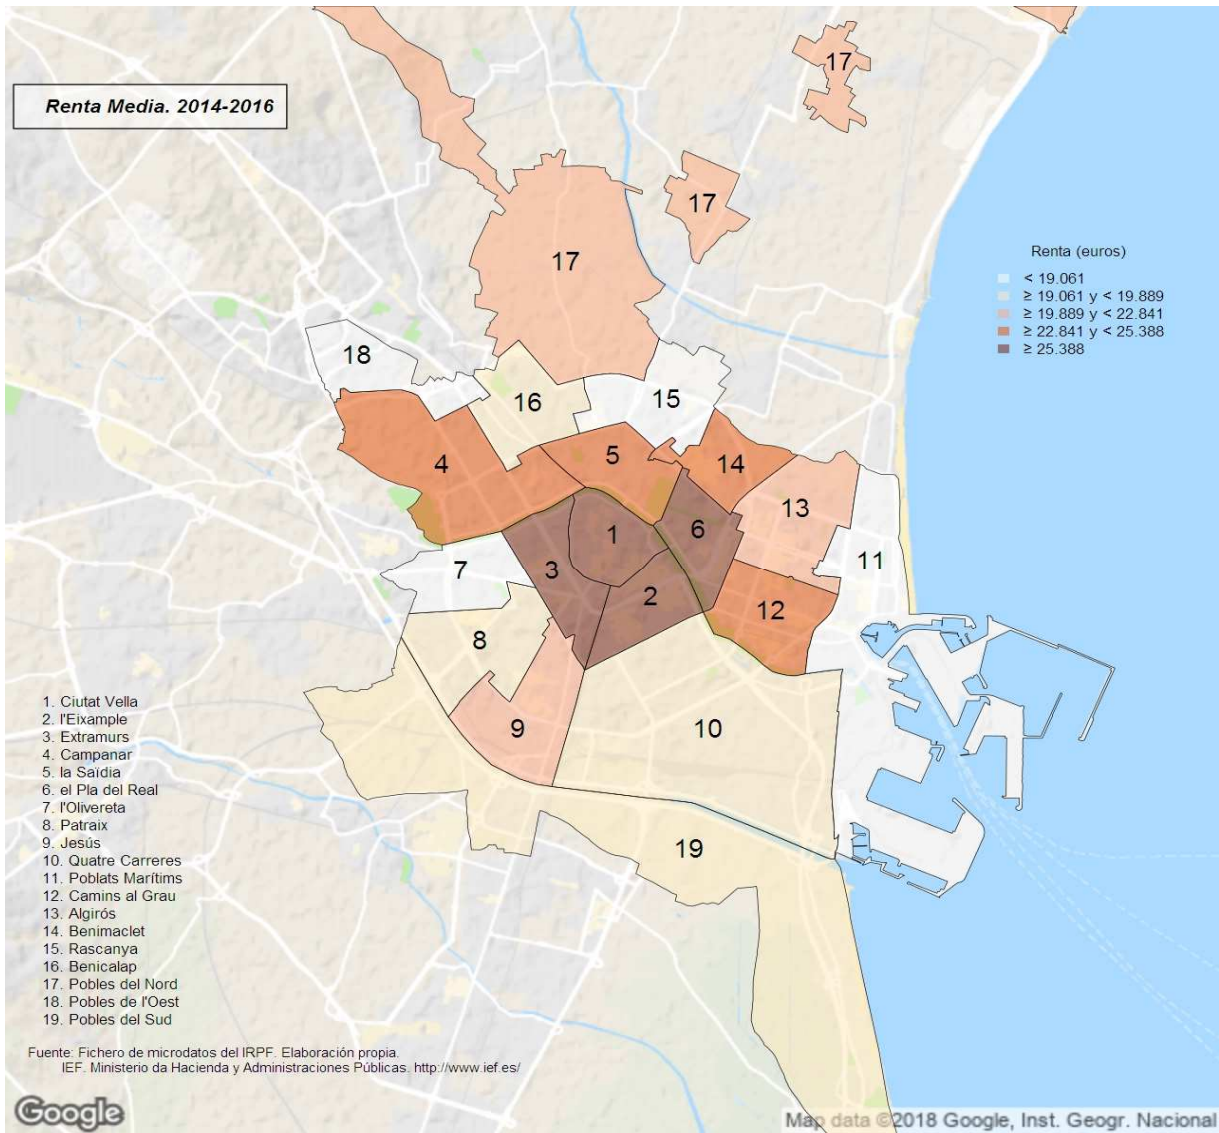 Renta Media. 2014-2016
17
17
17
Renta (euros)
< 19.061
≥ 19.061 y < 19.889
≥ 19.889 y < 22.841
≥ 22.841 y < 25.388
≥ 25.388
18
15
16
5
4
14
13
6
1
11
3
7
2
12
8
9
10
19
1. Ciutat Vella
2. l'Eixample
3. Extramurs
4. Campanar
5. la Saïdia
6. el Pla del Real
7. l'Olivereta
8. Patraix
9. Jesús
10. Quatre Carreres
11. Poblats Marítims
12. Camins al Grau
13. Algirós
14. Benimaclet
15. Rascanya
16. Benicalap
17. Pobles del Nord
18. Pobles de l'Oest
19. Pobles del Sud
Fuente: Fichero de microdatos del IRPF. Elaboración propia.
IEF. Ministerio da Hacienda y Administraciones Públicas. http://www.ief.es/
Google
Map data ©2018 Google, Inst. Geogr. Nacional